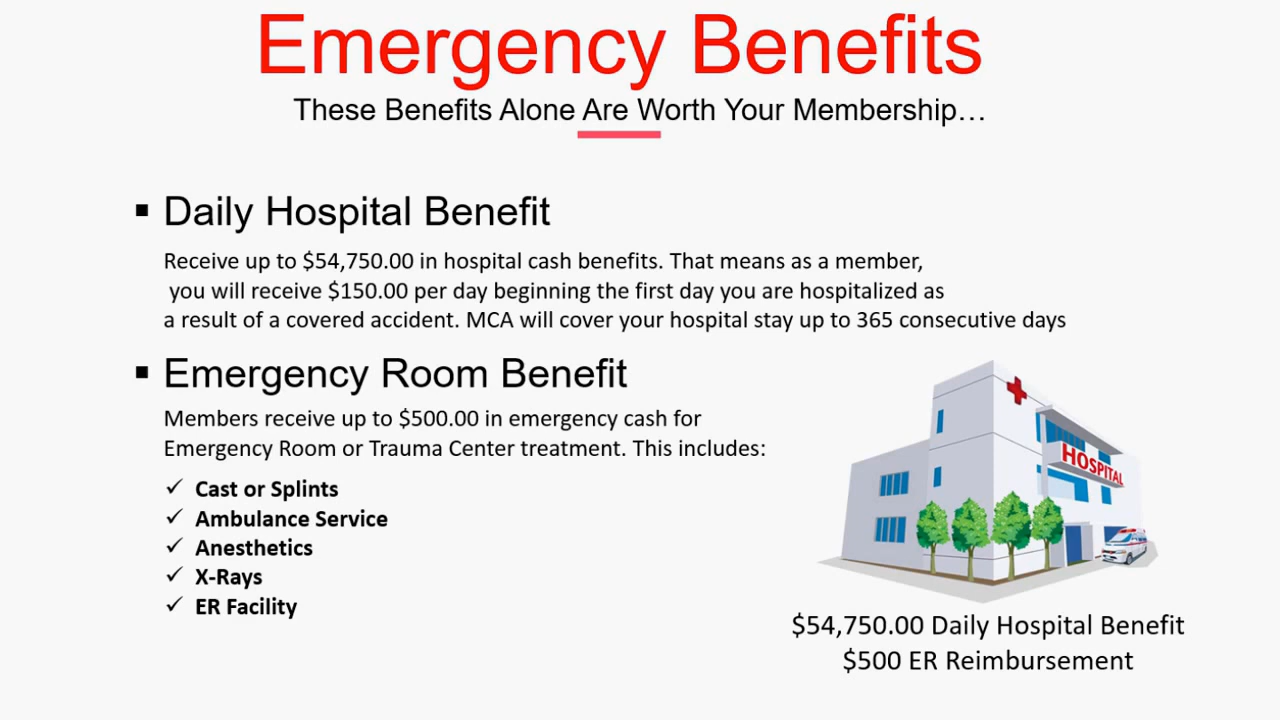 Emergency Benefits
These Benefits Alone Are Worth Your Membership…
▪ Daily Hospital Benefit
Receive up to $54,750.00 in hospital cash benefits. That means as a member,
you will receive $150.00 per day beginning the first day you are hospitalized as
a result of a covered accident. MCA will cover your hospital stay up to 365 consecutive days
▪ Emergency Room Benefit
Members receive up to $500.00 in emergency cash for
Emergency Room or Trauma Center treatment. This includes:
✓ Cast or Splints
✓ Ambulance Service
✓ Anesthetics
✓ X-Rays
✓ ER Facility
HOSPITAL
$54,750.00 Daily Hospital Benefit
$500 ER Reimbursement